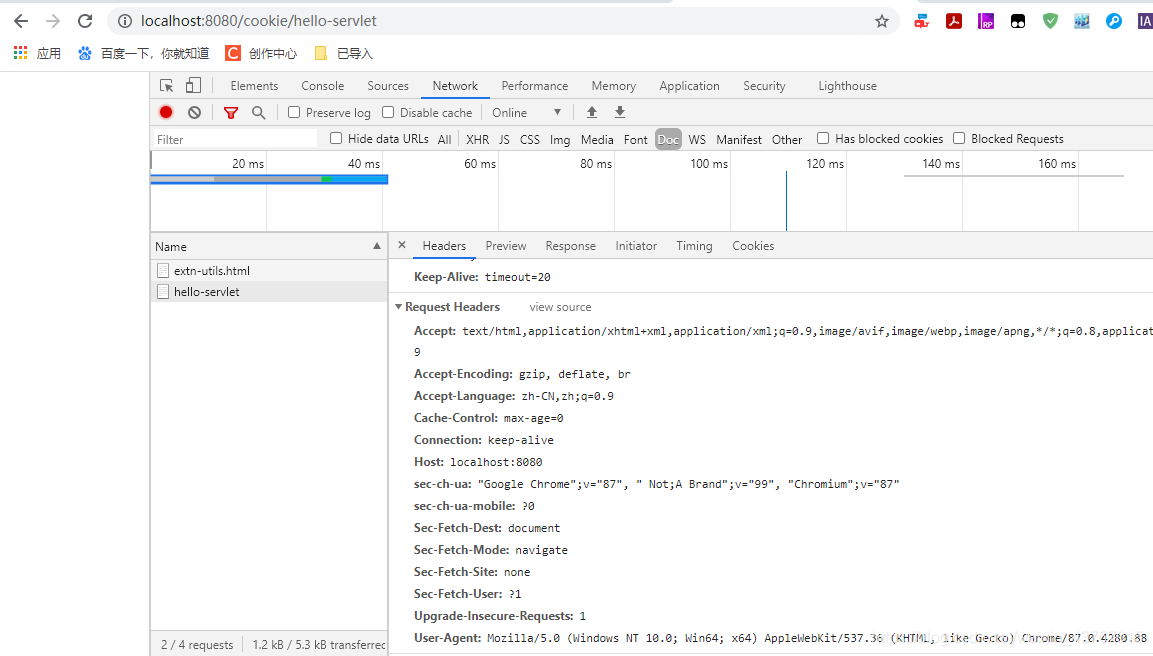 localhost:8080/cookie/hello-servlet
应用 百度一下，你就知道 创作中心 已导入
Elements Console Sources Network Performance Memory Application Security Lighthouse
Preserve log Disable cache Online
Filter Hide data URLs All XHR JS CSS Img Media Font Doc WS Manifest Other Has blocked cookies Blocked Requests
20 ms 40 ms 60 ms 80 ms 100 ms 120 ms 140 ms 160 ms
Name
extn-utils.html
hello-servlet
Headers Preview Response Initiator Timing Cookies
Keep-Alive: timeout=20
Request Headers view source
Accept: text/html,application/xhtml+xml,application/xml;q=0.9,image/avif,image/webp,image/apng,*/*;q=0.8,applicat
9
Accept-Encoding: gzip, deflate, br
Accept-Language: zh-CN,zh;q=0.9
Cache-Control: max-age=0
Connection: keep-alive
Host: localhost:8080
sec-ch-ua: "Google Chrome";v="87", " Not;A Brand";v="99", "Chromium";v="87"
sec-ch-ua-mobile: ?0
Sec-Fetch-Dest: document
Sec-Fetch-Mode: navigate
Sec-Fetch-Site: none
Sec-Fetch-User: ?1
Upgrade-Insecure-Requests: 1
User-Agent: Mozilla/5.0 (Windows NT 10.0; Win64; x64) AppleWebKit/537.36 (KHTML, like Gecko) Chrome/87.0.4280.88
2 / 4 requests 1.2 kB / 5.3 kB transferrec